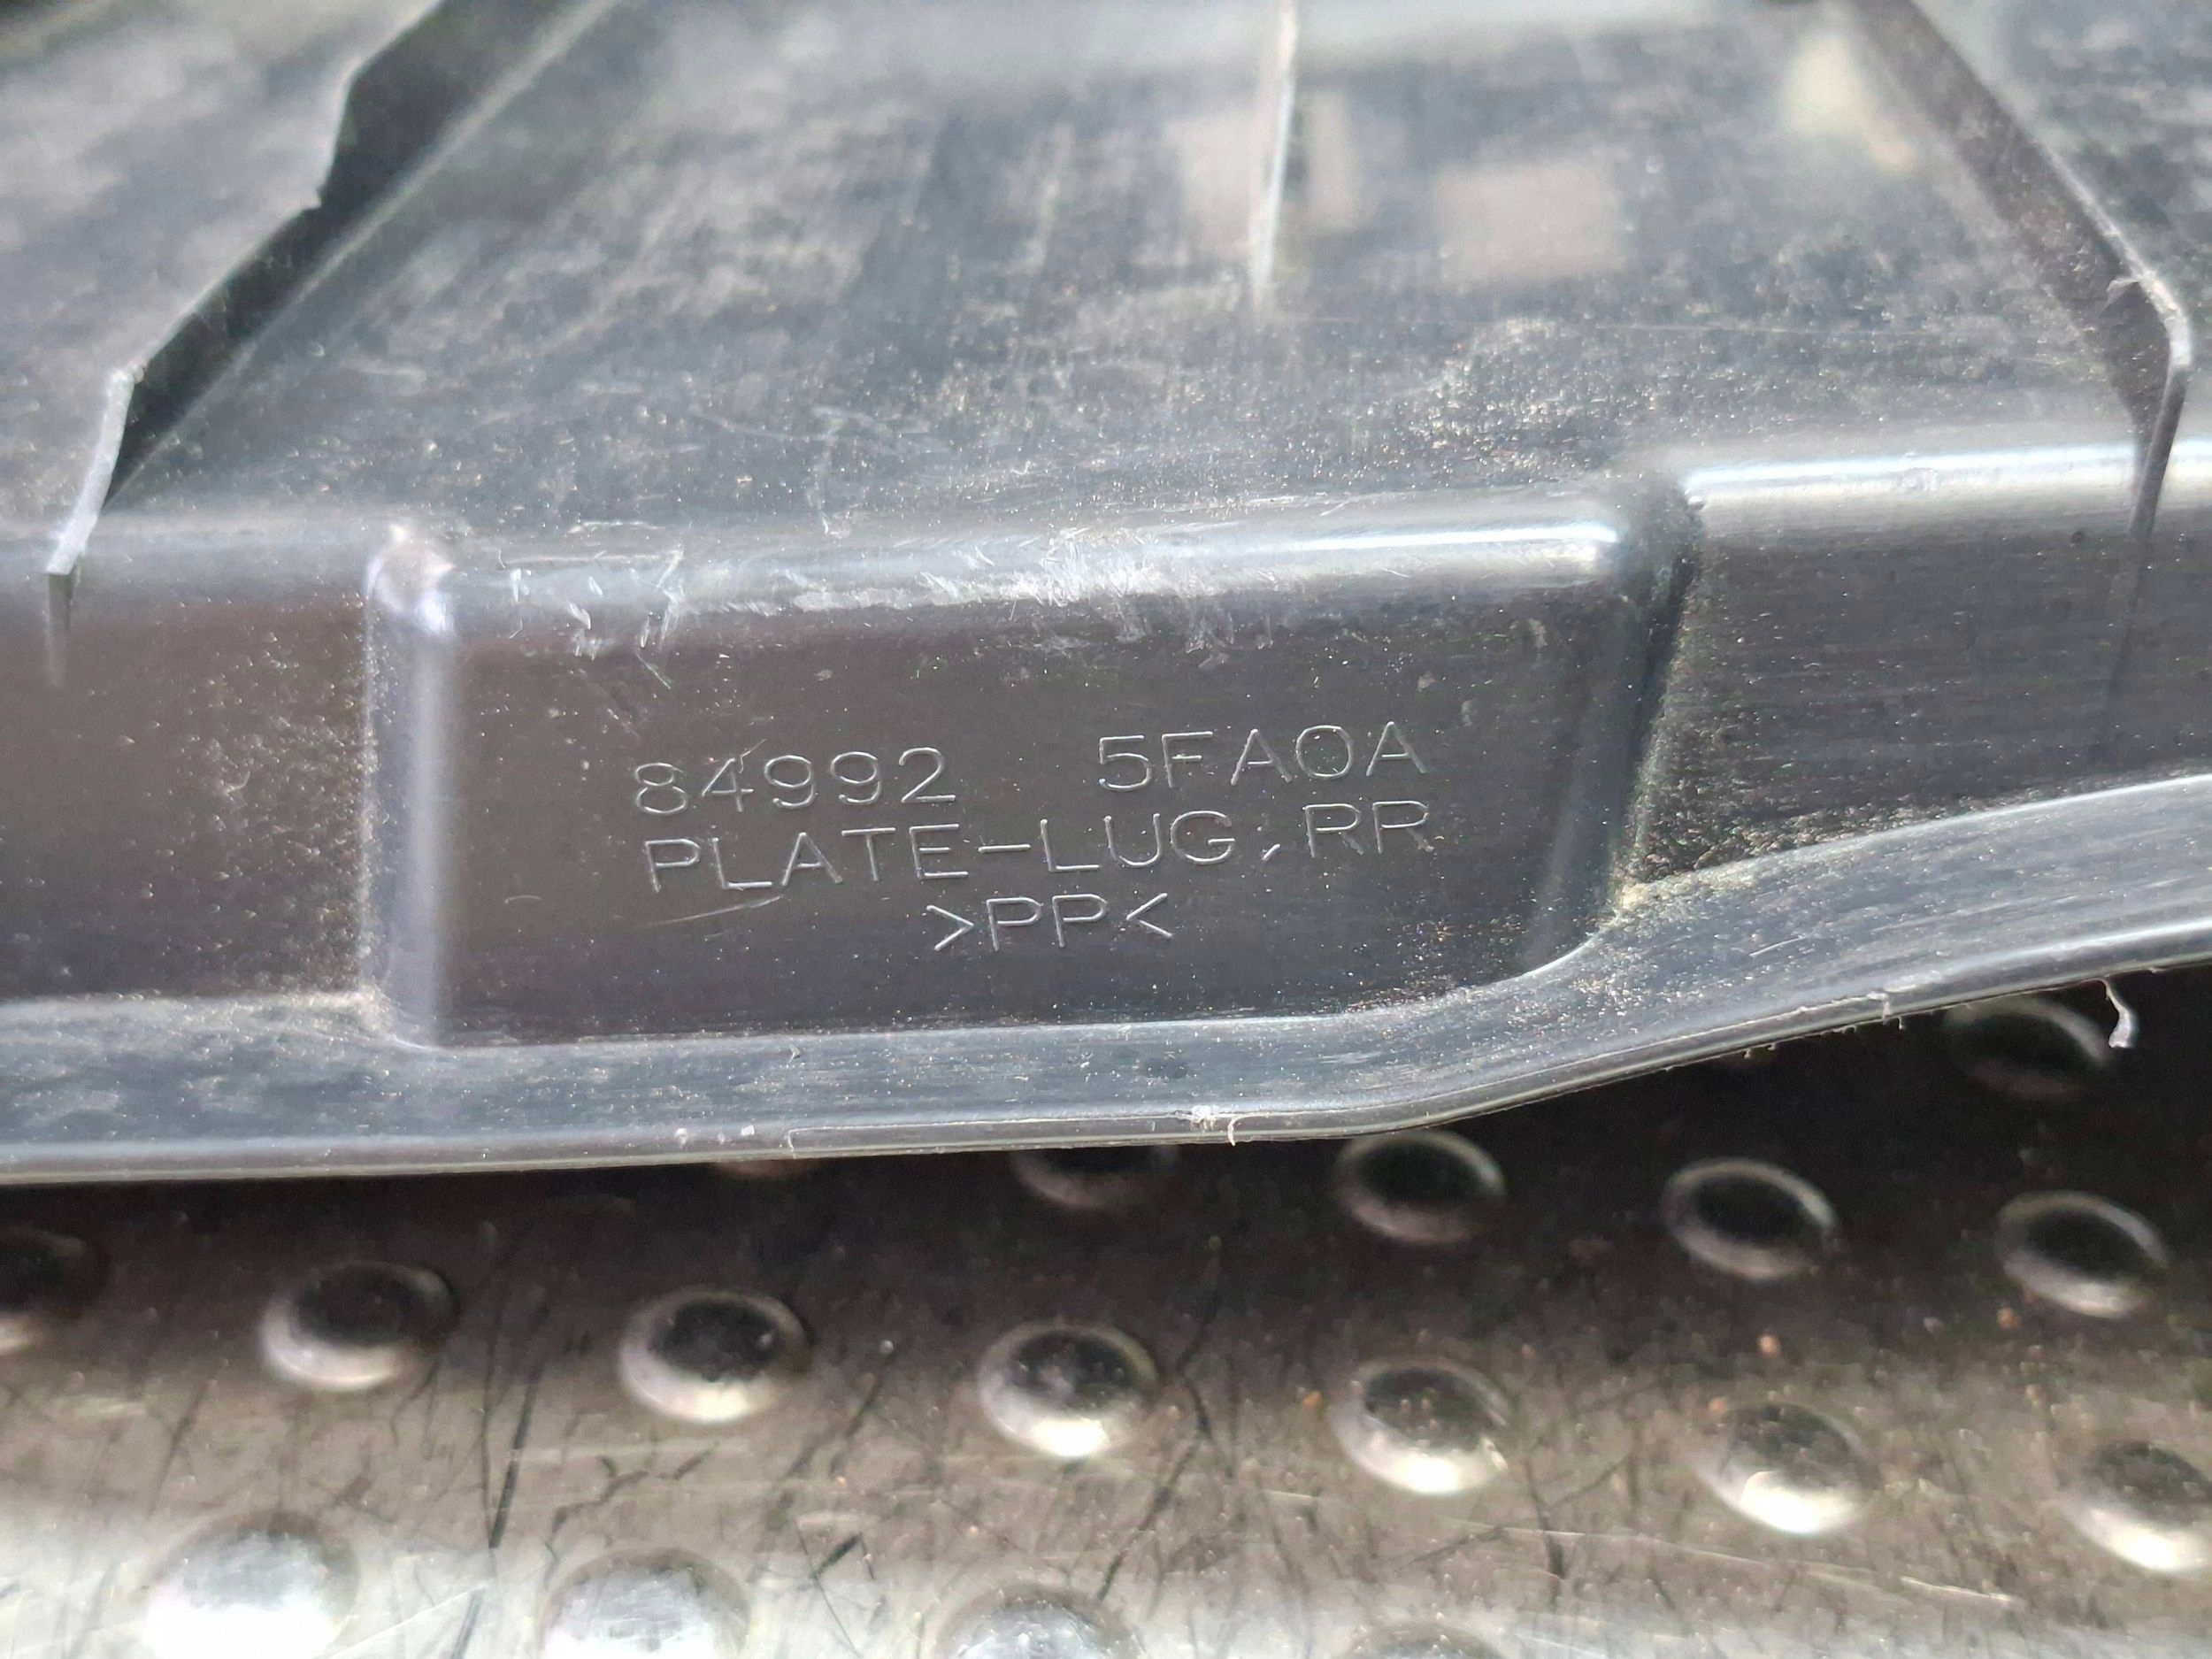 84992 5FA0A
PLATE-LUG,RR
>PP<